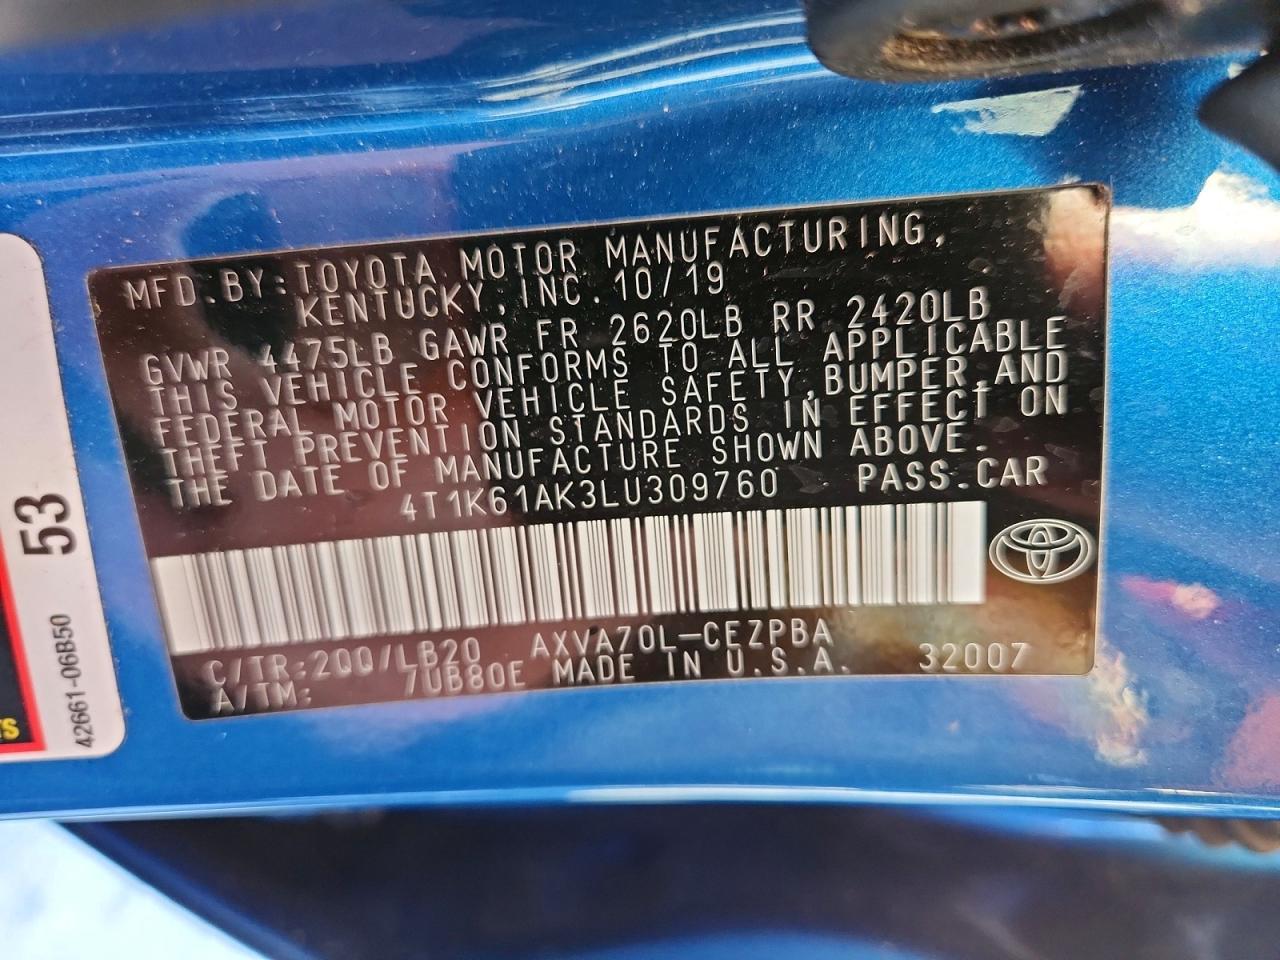 MFD.BY:TOYOTA MOTOR MANUFACTURING,
KENTUCKY,INC. 10/19
GVWR 4475LB GAWR FR 2620LB RR 2420LB
THIS VEHICLE CONFORMS TO ALL APPLICABLE
FEDERAL MOTOR VEHICLE SAFETY,BUMPER,AND
THEFT PREVENTION STANDARDS IN EFFECT ON
THE DATE OF MANUFACTURE SHOWN ABOVE.
4T1K61AK3LU309760 PASS.CAR
C/TR:200/LB20 AXVA70L-CEZPBA
A/TM: /UB80E MADE IN U.S.A. 32007
53
42661-06B50
TS